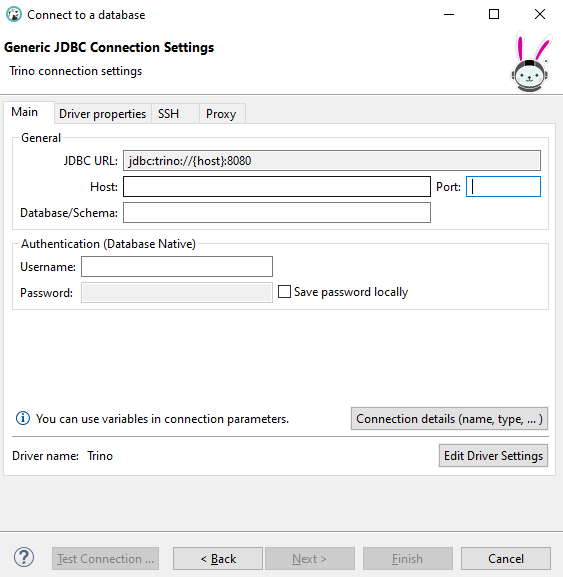 Connect to a database
Generic JDBC Connection Settings
Trino connection settings
Main Driver properties SSH Proxy
General
JDBC URL: jdbc:trino://{host}:8080
Host: Port:
Database/Schema:
Authentication (Database Native)
Username:
Password: Save password locally
You can use variables in connection parameters. Connection details (name, type, ... )
Driver name: Trino Edit Driver Settings
? Test Connection ... < Back Next > Finish Cancel